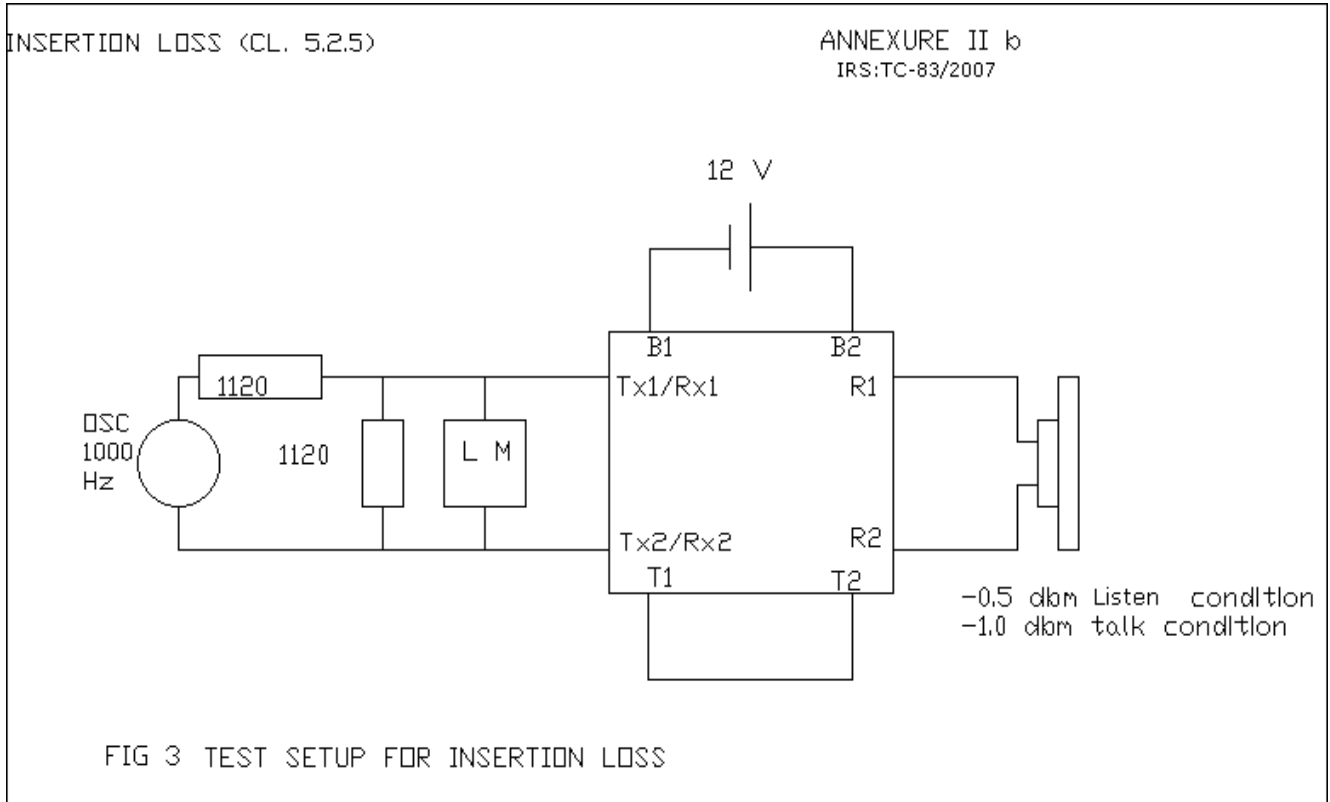 INSERTION LOSS (CL. 5.2.5)
ANNEXURE II b
IRS:TC-83/2007
12 V
B1
B2
1120
Tx1/Rx1
R1
OSC
1000
Hz
1120
L M
Tx2/Rx2
R2
T1
T2
-0.5 dbm Listen condition
-1.0 dbm talk condition
FIG 3 TEST SETUP FOR INSERTION LOSS